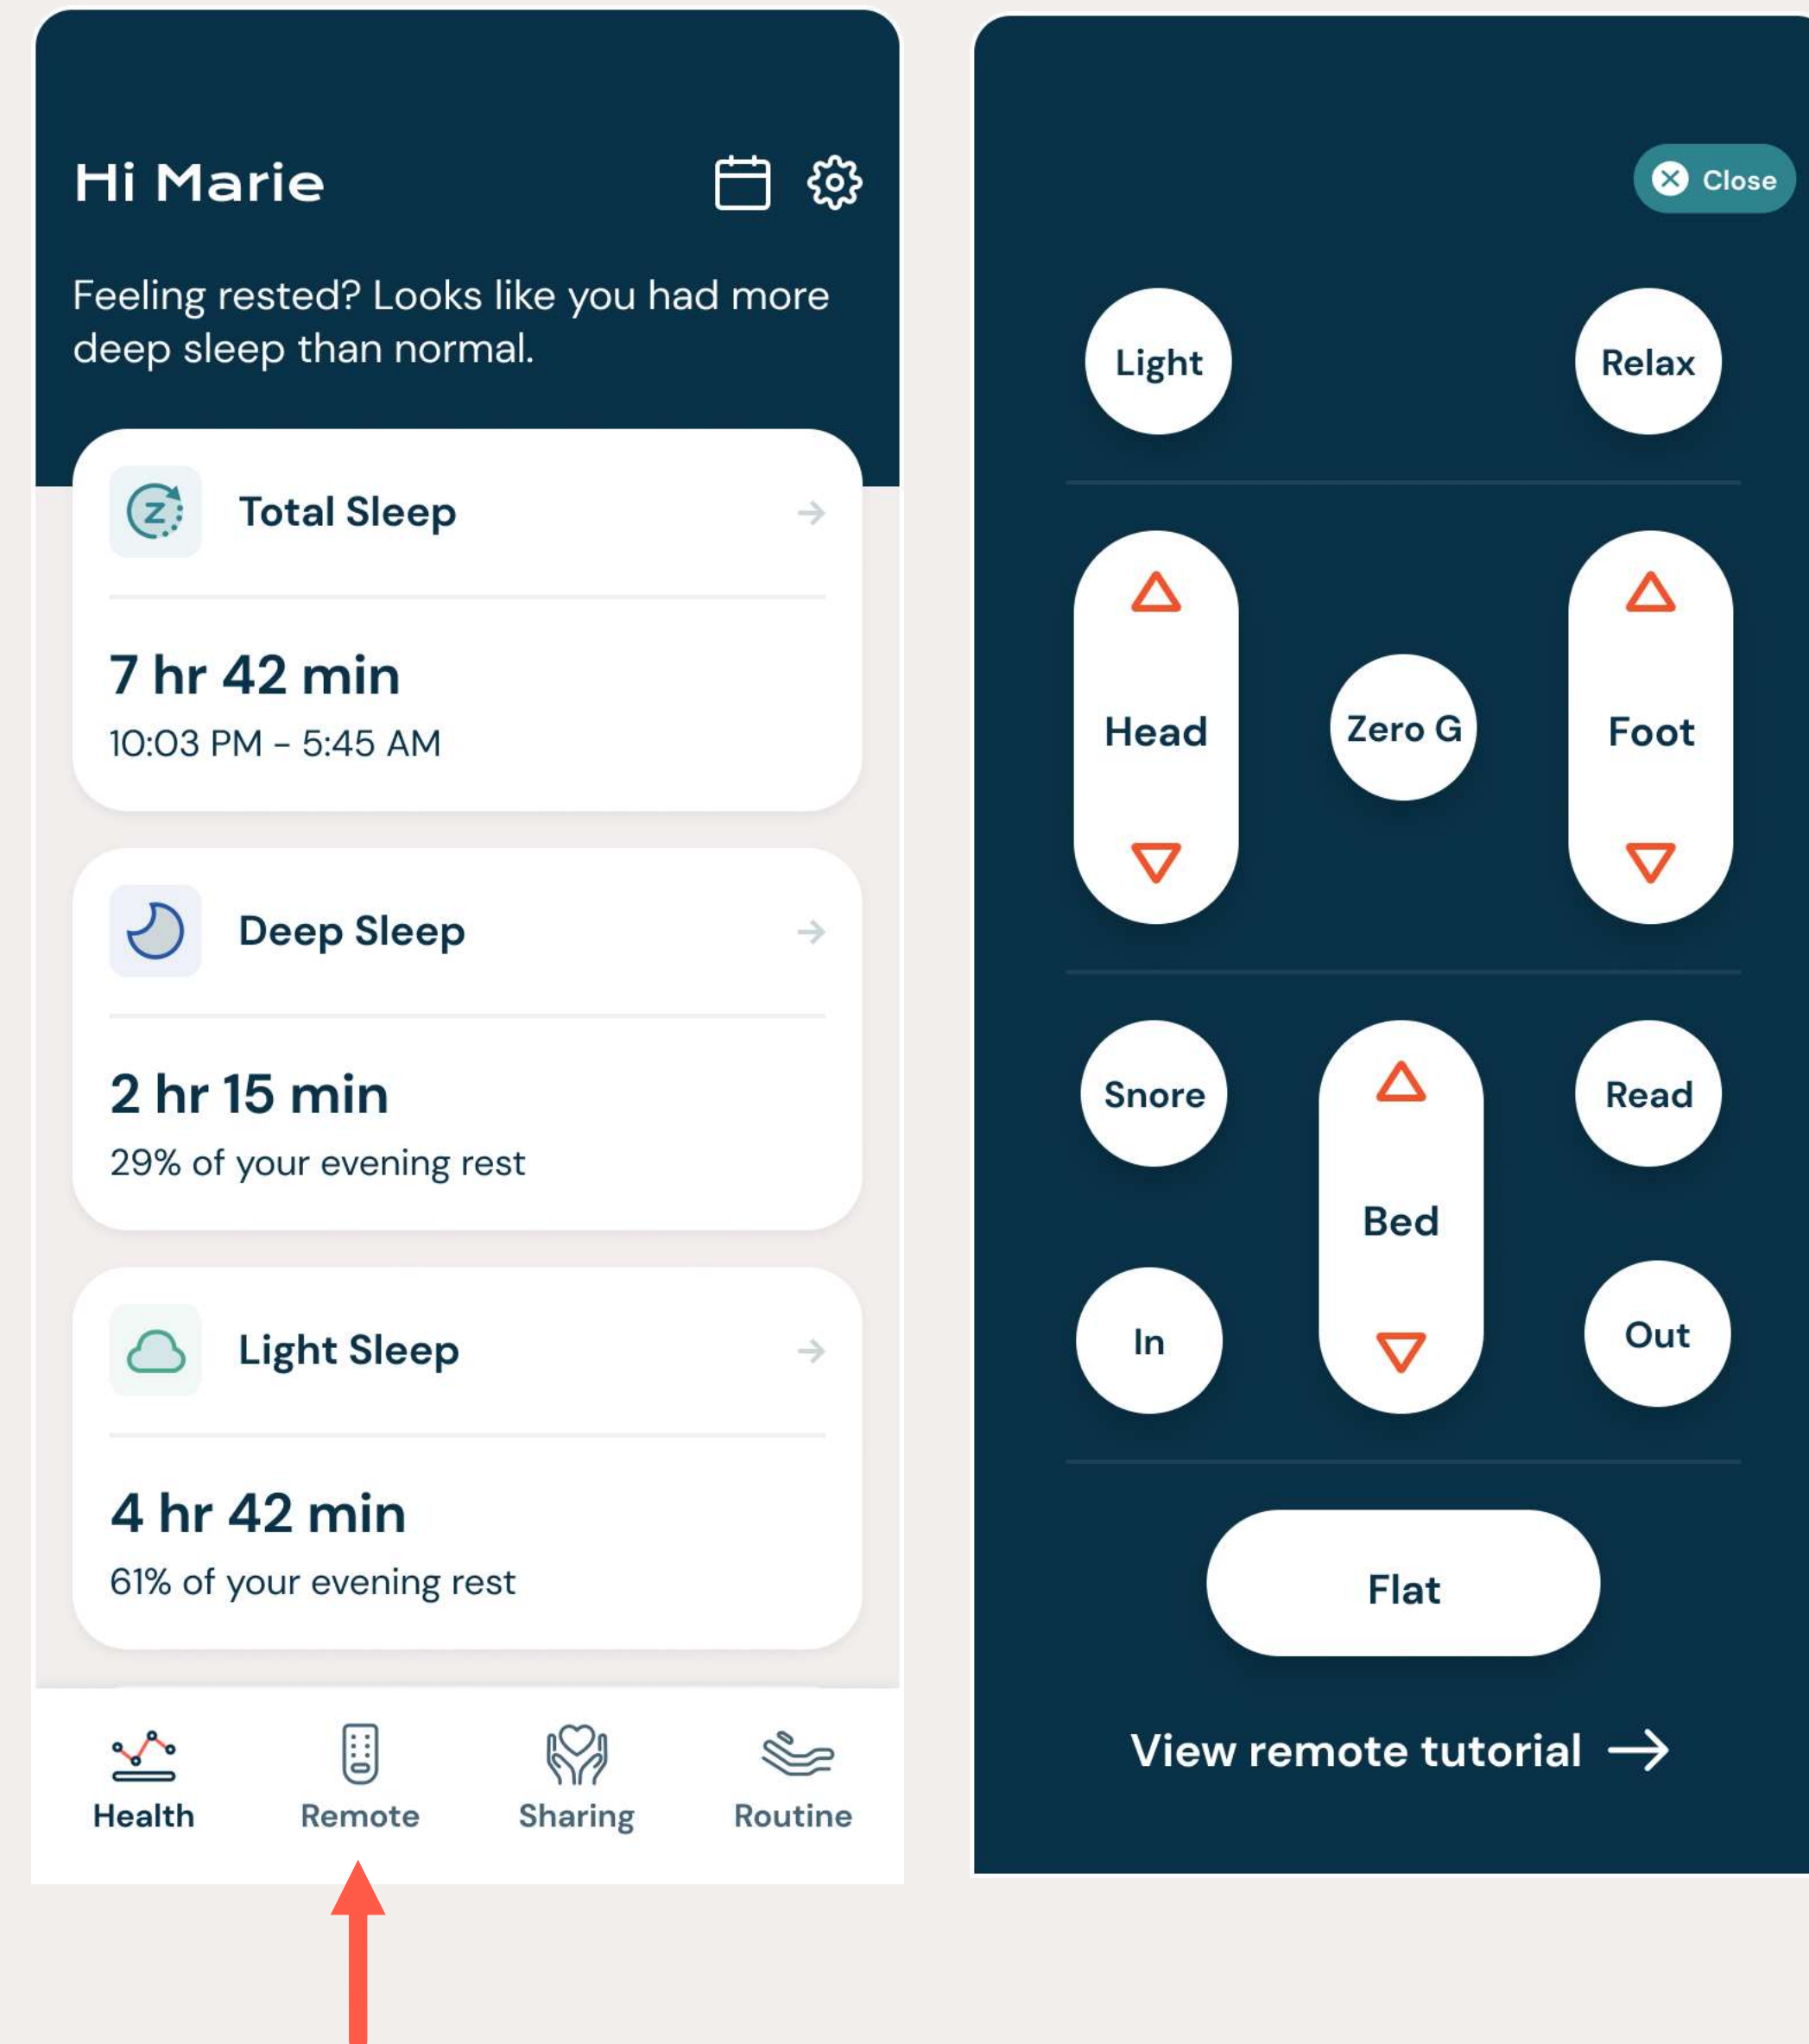 Hi Marie
Feeling rested? Looks like you had more
deep sleep than normal.
Total Sleep
7 hr 42 min
10:03 PM – 5:45 AM
Deep Sleep
2 hr 15 min
29% of your evening rest
Light Sleep
4 hr 42 min
61% of your evening rest
Health
Remote
Sharing
Routine
Close
Light
Relax
Head
Zero G
Foot
Snore
Read
Bed
In
Out
Flat
View remote tutorial